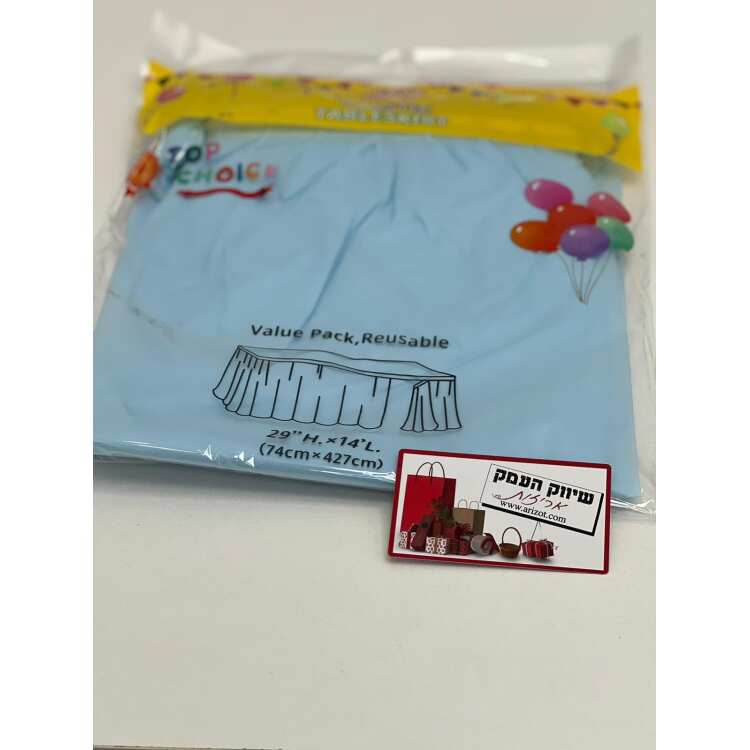 TABLESKIRT
TOP
CHOICE
Value Pack,Reusable
29”H.×14’L.
(74cm×427cm)
שיווק העמק
אריזות
www.arizot.com